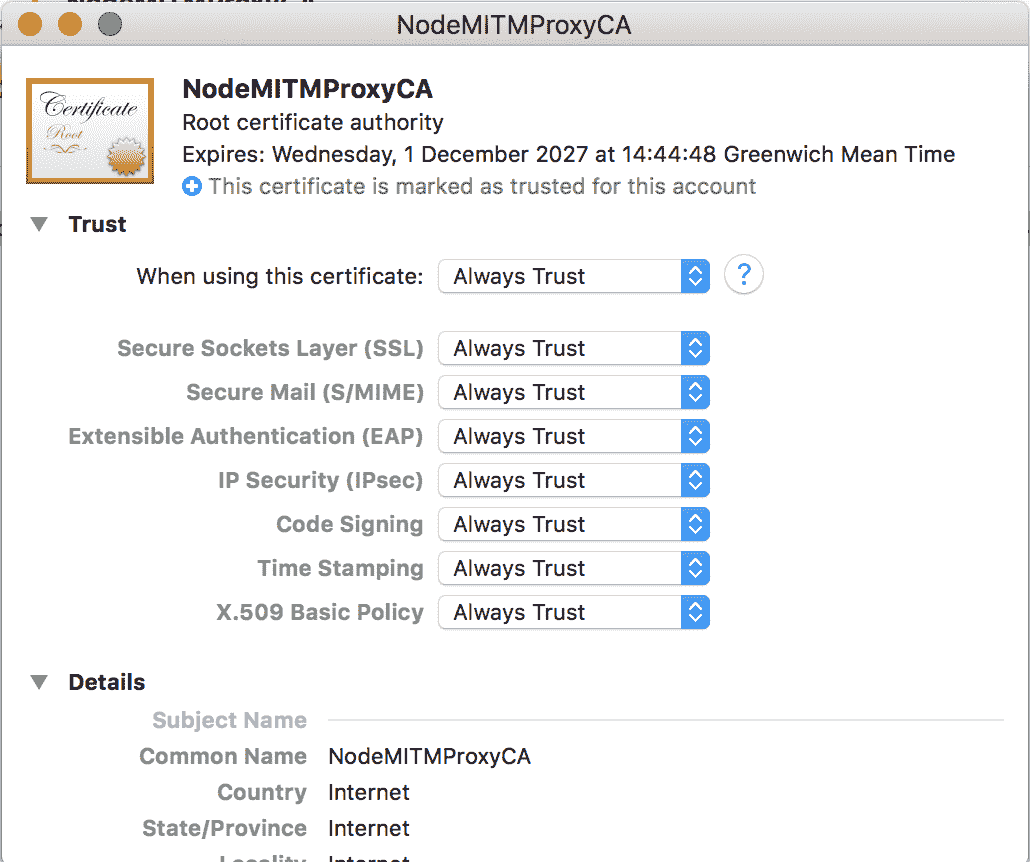 NodeMITMProxyCA
Certificate
Root
NodeMITMProxyCA
Root certificate authority
Expires: Wednesday, 1 December 2027 at 14:44:48 Greenwich Mean Time
This certificate is marked as trusted for this account
Trust
When using this certificate: Always Trust ?
Secure Sockets Layer (SSL) Always Trust
Secure Mail (S/MIME) Always Trust
Extensible Authentication (EAP) Always Trust
IP Security (IPsec) Always Trust
Code Signing Always Trust
Time Stamping Always Trust
X.509 Basic Policy Always Trust
Details
Subject Name
Common Name NodeMITMProxyCA
Country Internet
State/Province Internet
Locality Internet